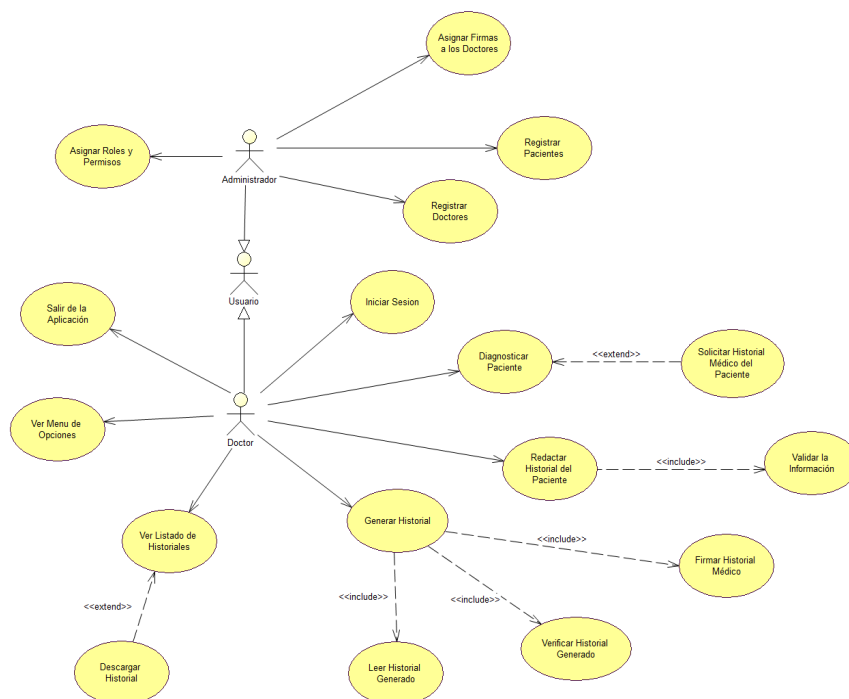 Asignar Firmas
a los Doctores
Asignar Roles y
Permisos
Registrar
Pacientes
Administrador
Registrar
Doctores
Usuario
Salir de la
Aplicación
Iniciar Sesion
Diagnosticar
Paciente
<<extend>>
Solicitar Historial
Médico del
Paciente
Ver Menu de
Opciones
Doctor
Redactar
Historial del
Paciente
<<include>>
Validar la
Información
Ver Listado de
Historiales
Generar Historial
<<include>>
Firmar Historial
Médico
<<extend>>
<<include>>
<<include>>
Descargar
Historial
Leer Historial
Generado
Verificar Historial
Generado